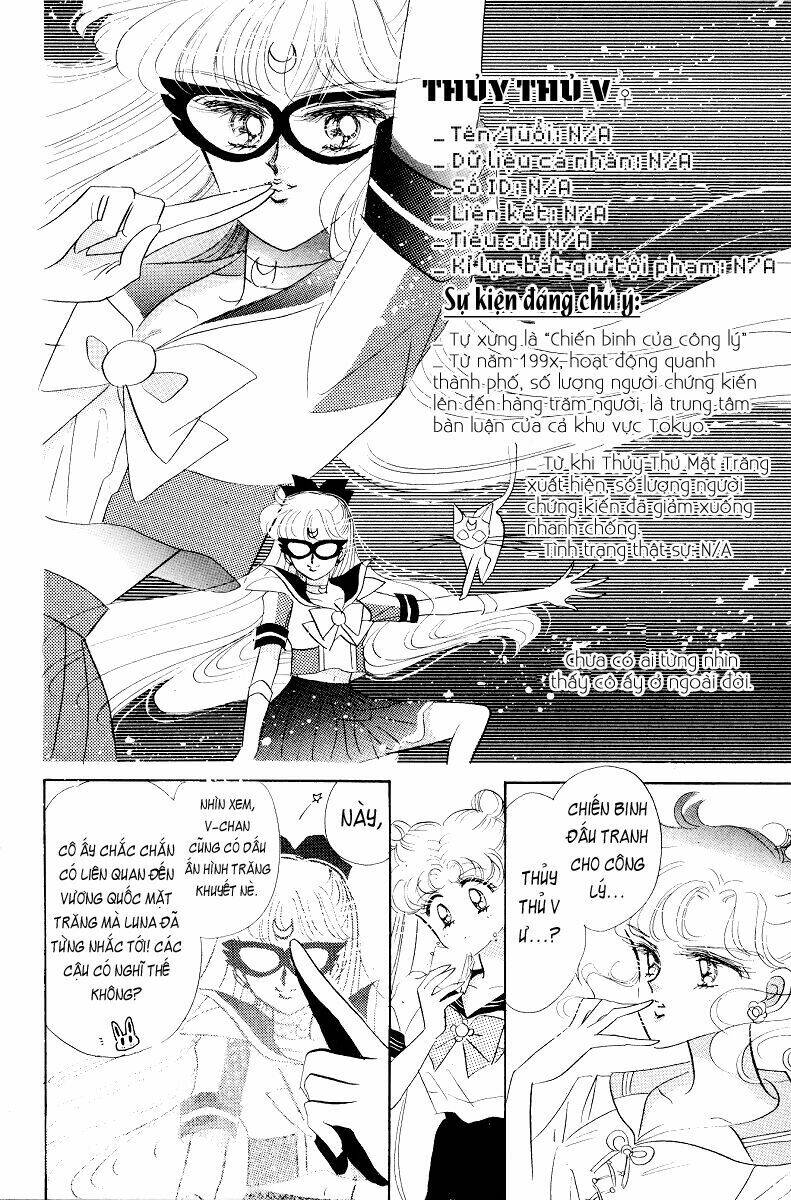 THỦY THỦ V ♀
_ Tên/Tuổi: N/A
_ Dữ liệu cá nhân: N/A
_ Số ID: N/A
_ Liên kết: N/A
_ Tiểu sử: N/A
_ Kỉ lục bắt giữ tội phạm: N/A
Sự kiện đáng chú ý:
_ Tự xưng là "Chiến binh của công lý"
_ Từ năm 199x, hoạt động quanh
thành phố, số lượng người chứng kiến
lên đến hàng trăm người, là trung tâm
bàn luận của cả khu vực Tokyo.
_ Từ khi Thủy Thủ Mặt Trăng
xuất hiện, số lượng người
chứng kiến đã giảm xuống
nhanh chóng.
_ Tình trạng thật sự: N/A
Chưa có ai từng nhìn
thấy cô ấy ở ngoài đời.
CHIẾN BINH
ĐẤU TRANH
CHO CÔNG
LÝ...
THỦY
THỦ V
Ư...?
NÀY,
NHÌN XEM,
V-CHAN
CŨNG CÓ DẤU
ẤN HÌNH TRĂNG
KHUYẾT NÈ.
CÔ ẤY CHẮC CHẮN
CÓ LIÊN QUAN ĐẾN
VƯƠNG QUỐC MẶT
TRĂNG MÀ LUNA ĐÃ
TỪNG NHẮC TỚI! CÁC
CẬU CÓ NGHĨ THẾ
KHÔNG?